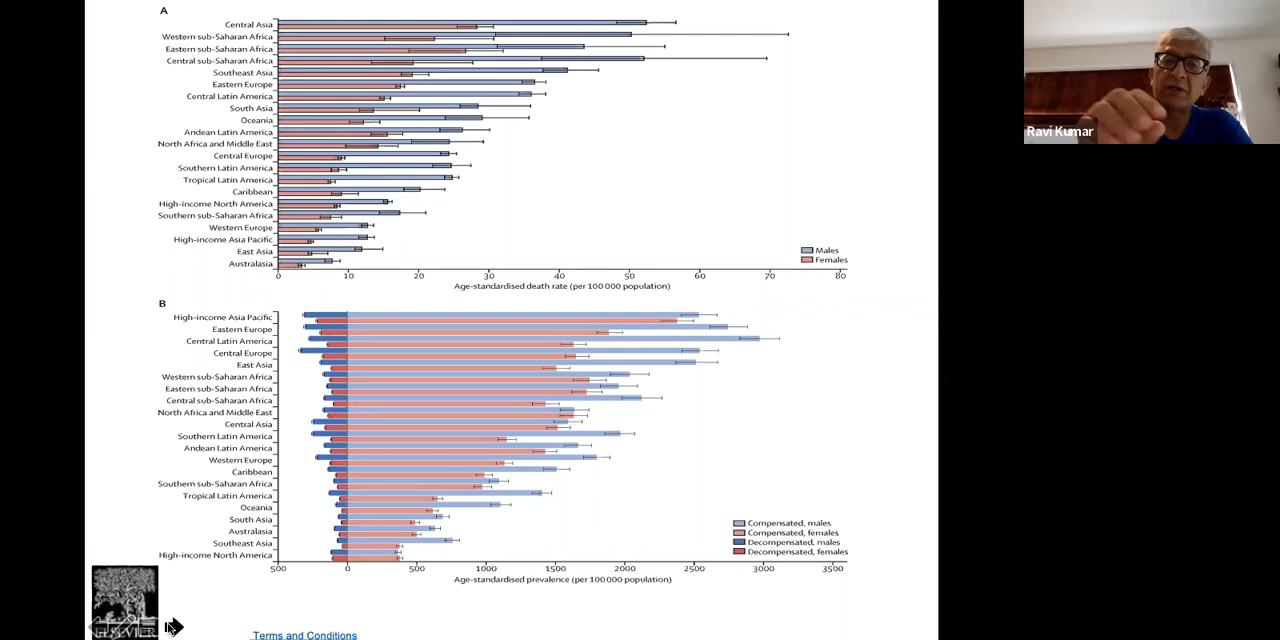 A
Central Asia
Western sub-Saharan Africa
Eastern sub-Saharan Africa
Central sub-Saharan Africa
Southeast Asia
Eastern Europe
Central Latin America
South Asia
Oceania
Andean Latin America
North Africa and Middle East
Central Europe
Southern Latin America
Tropical Latin America
Caribbean
High-income North America
Southern sub-Saharan Africa
Western Europe
High-income Asia Pacific
East Asia
Australasia
Males
Females
0 10 20 30 40 50 60 70 80
Age-standardised death rate (per 100 000 population)
B
High-income Asia Pacific
Eastern Europe
Central Latin America
Central Europe
East Asia
Western sub-Saharan Africa
Eastern sub-Saharan Africa
Central sub-Saharan Africa
North Africa and Middle East
Central Asia
Southern Latin America
Andean Latin America
Western Europe
Caribbean
Southern sub-Saharan Africa
Tropical Latin America
Oceania
South Asia
Australasia
Southeast Asia
High-income North America
Compensated, males
Compensated, females
Decompensated, males
Decompensated, females
500 0 500 1000 1500 2000 2500 3000 3500
Age-standardised prevalence (per 100 000 population)
ELSEVIER
Terms and Conditions
Ravi Kumar